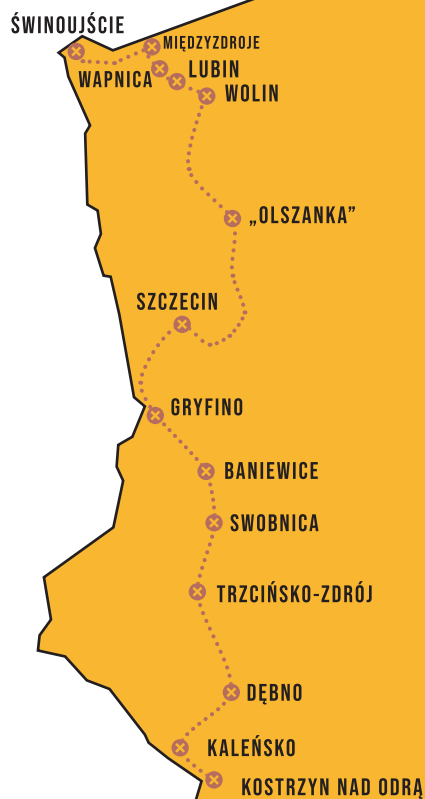 ŚWINOUJŚCIE
MIĘDZYZDROJE
WAPNICA
LUBIN
WOLIN
„OLSZANKA”
SZCZECIN
GRYFINO
BANIEWICE
SWOBNICA
TRZCIŃSKO-ZDRÓJ
DĘBNO
KALEŃSKO
KOSTRZYN NAD ODRĄ